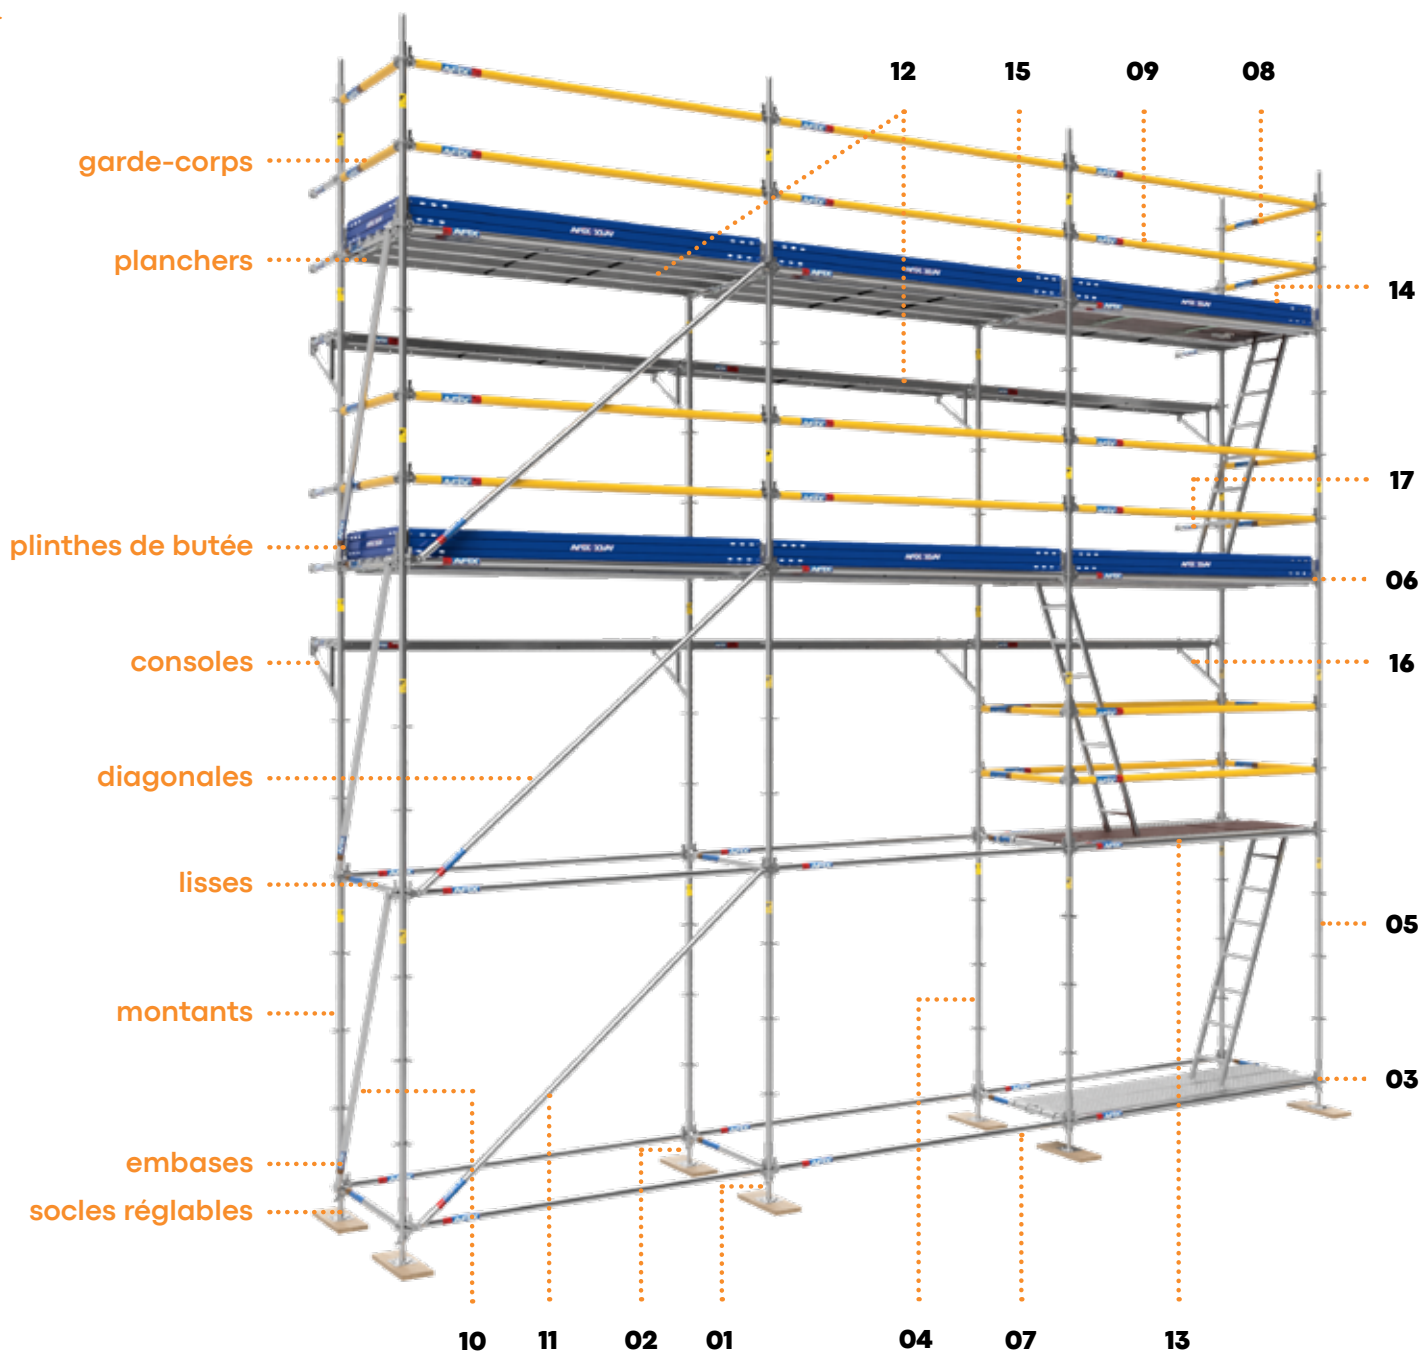 12 15 09 08
garde-corps
planchers
14
17
plinthes de butée
06
consoles
16
diagonales
lisses
05
montants
03
embases
socles réglables
10 11 02 01 04 07 13